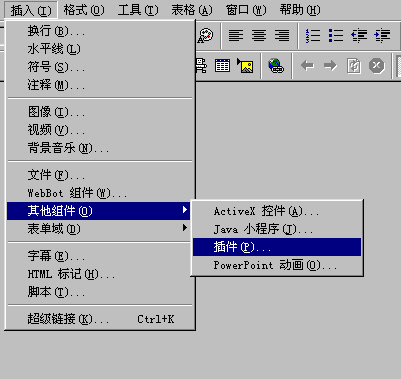 插入(I) 格式(O) 工具(T) 表格(A) 窗口(W) 帮助(H)
换行(B)...
水平线(L)
符号(S)...
注释(M)...
图像(I)...
视频(V)...
背景音乐(N)...
文件(F)...
WebBot 组件(W)...
其他组件(O)
ActiveX 控件(A)...
表单域(D)
Java 小程序(J)...
插件(P)...
字幕(E)...
PowerPoint 动画(O)...
HTML 标记(H)...
脚本(T)...
超级链接(K)... Ctrl+K